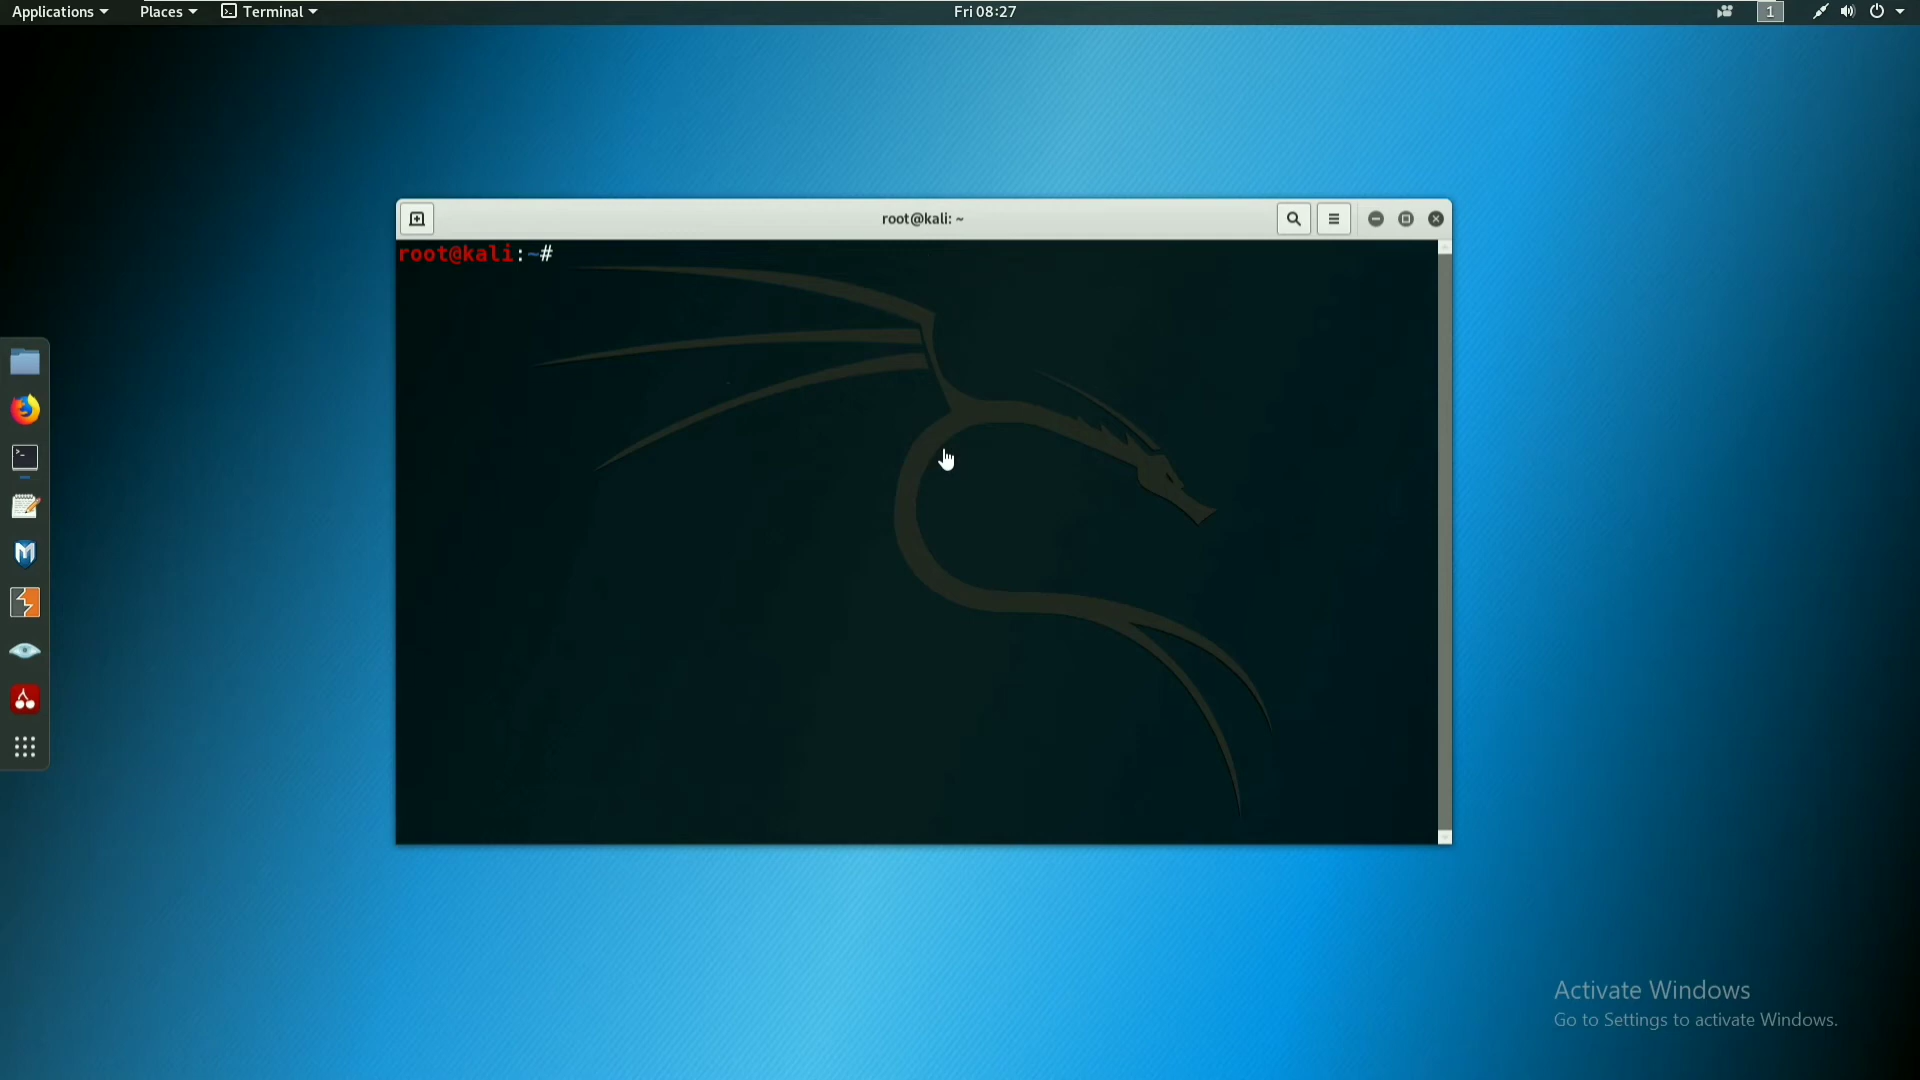 Applications Places Terminal Fri 08:27 1
root@kali: ~
root@kali:~#
Activate Windows
Go to Settings to activate Windows.